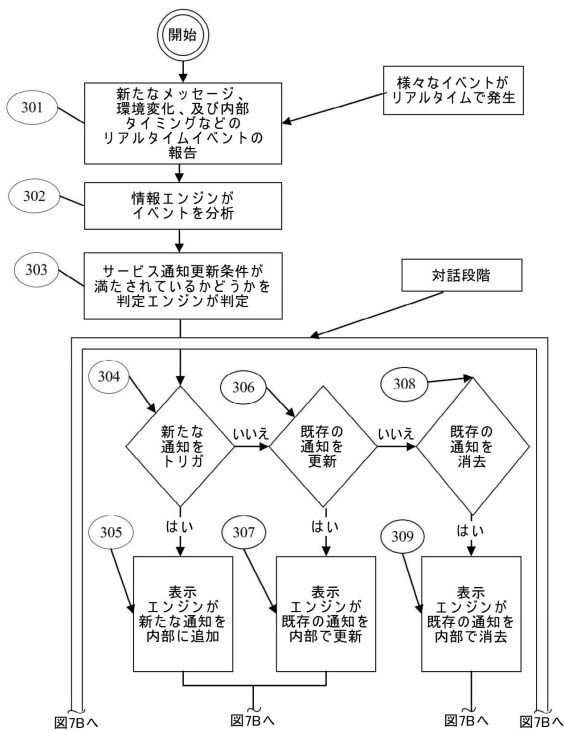 開始
301
新たなメッセージ、
環境変化、及び内部
タイミングなどの
リアルタイムイベントの
報告
様々なイベントが
リアルタイムで発生
302
情報エンジンが
イベントを分析
303
サービス通知更新条件が
満たされているかどうかを
判定エンジンが判定
対話段階
304
新たな
通知を
トリガ
いいえ
306
既存の
通知を
更新
いいえ
308
既存の
通知を
消去
はい
はい
はい
305
表示
エンジンが
新たな通知を
内部に追加
307
表示
エンジンが
既存の通知を
内部で更新
309
表示
エンジンが
既存の通知を
内部で消去
図7Bへ
図7Bへ
図7Bへ
図7Bへ